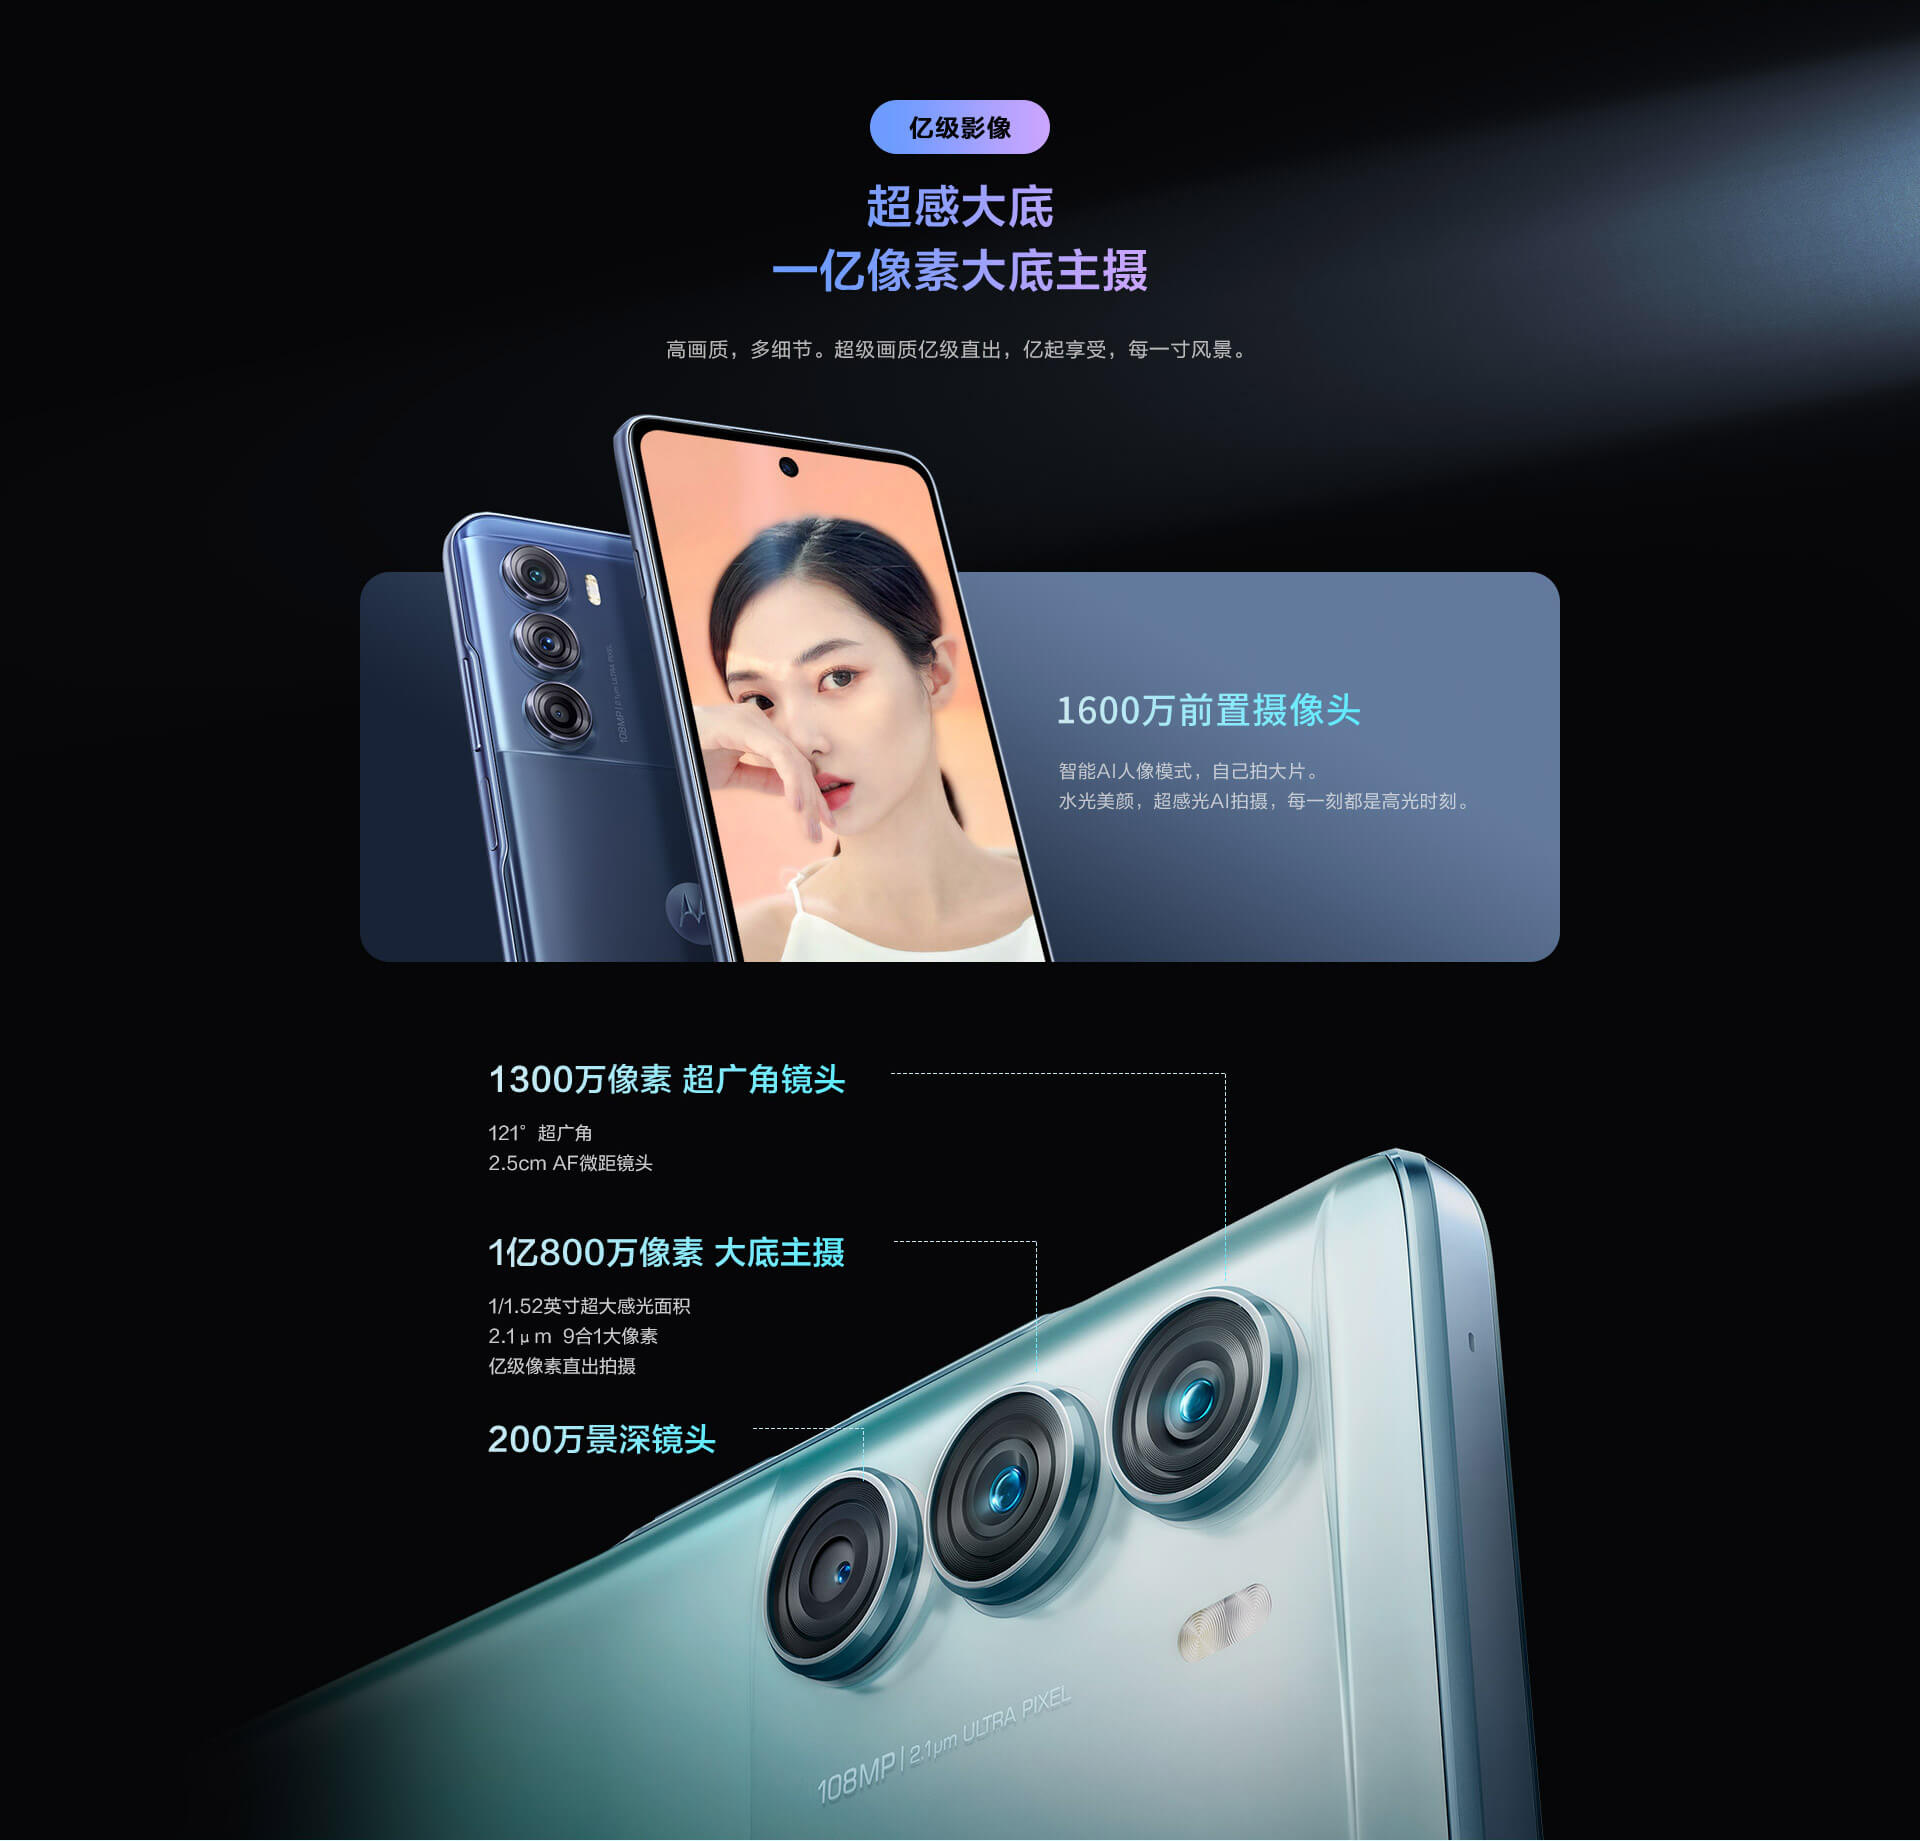 亿级影像
超感大底
一亿像素大底主摄
高画质，多细节。超级画质亿级直出，亿起享受，每一寸风景。
108MP | 2.1μm ULTRA PIXEL
1600万前置摄像头
智能AI人像模式，自己拍大片。
水光美颜，超感光AI拍摄，每一刻都是高光时刻。
1300万像素 超广角镜头
121° 超广角
2.5cm AF微距镜头
1亿800万像素 大底主摄
1/1.52英寸超大感光面积
2.1μm 9合1大像素
亿级像素直出拍摄
200万景深镜头
108MP | 2.1μm ULTRA PIXEL